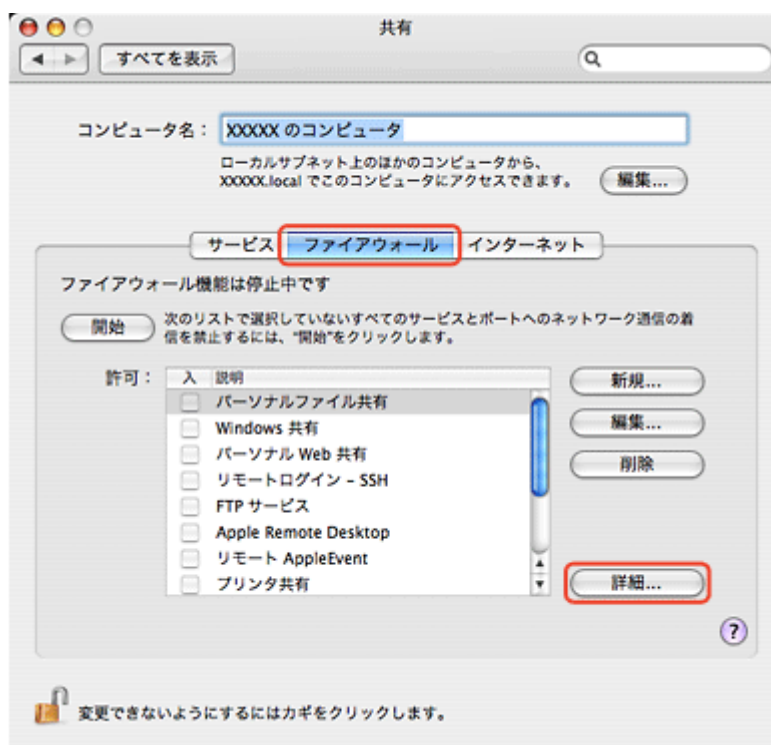 共有
すべてを表示
コンピュータ名： XXXXX のコンピュータ
ローカルサブネット上のほかのコンピュータから、
XXXXX.local でこのコンピュータにアクセスできます。
編集...
サービス ファイアウォール インターネット
ファイアウォール機能は停止中です
開始
次のリストで選択していないすべてのサービスとポートへのネットワーク通信の着
信を禁止するには、"開始"をクリックします。
許可： 入 説明
パーソナルファイル共有
Windows 共有
パーソナル Web 共有
リモートログイン – SSH
FTP サービス
Apple Remote Desktop
リモート AppleEvent
プリンタ共有
新規...
編集...
削除
詳細...
?
変更できないようにするにはカギをクリックします。